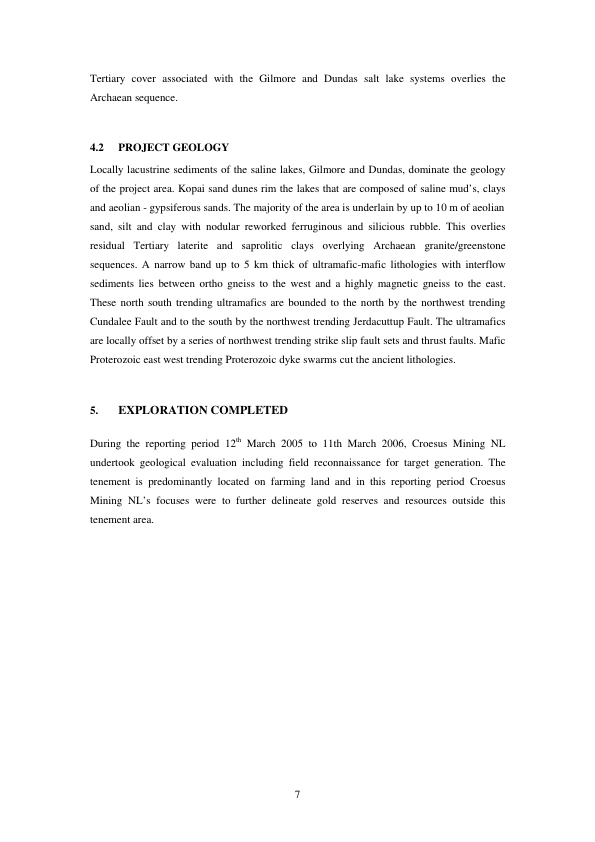 Tertiary cover associated with the Gilmore and Dundas salt lake systems overlies the
Archaean sequence.
4.2 PROJECT GEOLOGY
Locally lacustrine sediments of the saline lakes, Gilmore and Dundas, dominate the geology
of the project area. Kopai sand dunes rim the lakes that are composed of saline mud's, clays
and aeolian - gypsiferous sands. The majority of the area is underlain by up to 10 m of aeolian
sand, silt and clay with nodular reworked ferruginous and silicious rubble. This overlies
residual Tertiary laterite and saprolitic clays overlying Archaean granite/greenstone
sequences. A narrow band up to 5 km thick of ultramafic-mafic lithologies with interflow
sediments lies between ortho gneiss to the west and a highly magnetic gneiss to the east.
These north south trending ultramafics are bounded to the north by the northwest trending
Cundalee Fault and to the south by the northwest trending Jerdacuttup Fault. The ultramafics
are locally offset by a series of northwest trending strike slip fault sets and thrust faults. Mafic
Proterozoic east west trending Proterozoic dyke swarms cut the ancient lithologies.
5. EXPLORATION COMPLETED
During the reporting period 12th March 2005 to 11th March 2006, Croesus Mining NL
undertook geological evaluation including field reconnaissance for target generation. The
tenement is predominantly located on farming land and in this reporting period Croesus
Mining NL's focuses were to further delineate gold reserves and resources outside this
tenement area.
7